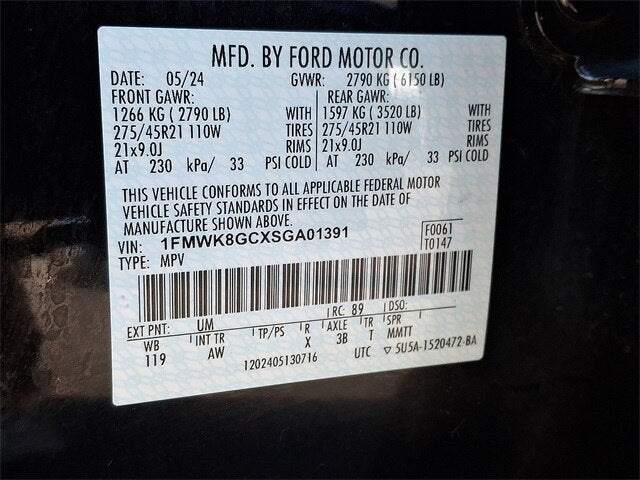 MFD. BY FORD MOTOR CO.
DATE: 05/24 GVWR: 2790 KG ( 6150 LB)
FRONT GAWR: REAR GAWR:
1266 KG ( 2790 LB) WITH 1597 KG ( 3520 LB) WITH
275/45R21 110W TIRES 275/45R21 110W TIRES
21x9.0J RIMS 21x9.0J RIMS
AT 230 kPa/ 33 PSI COLD AT 230 kPa/ 33 PSI COLD
THIS VEHICLE CONFORMS TO ALL APPLICABLE FEDERAL MOTOR
VEHICLE SAFETY STANDARDS IN EFFECT ON THE DATE OF
MANUFACTURE SHOWN ABOVE.
VIN: 1FMWK8GCXSGA01391 F0061
TYPE: MPV T0147
EXT PNT: UM RC: 89 DSO:
WB INT TR TP/PS R AXLE TR SPR
119 AW X 3B T MMTT
1202405130716 UTC ▽ 5U5A-1520472-BA